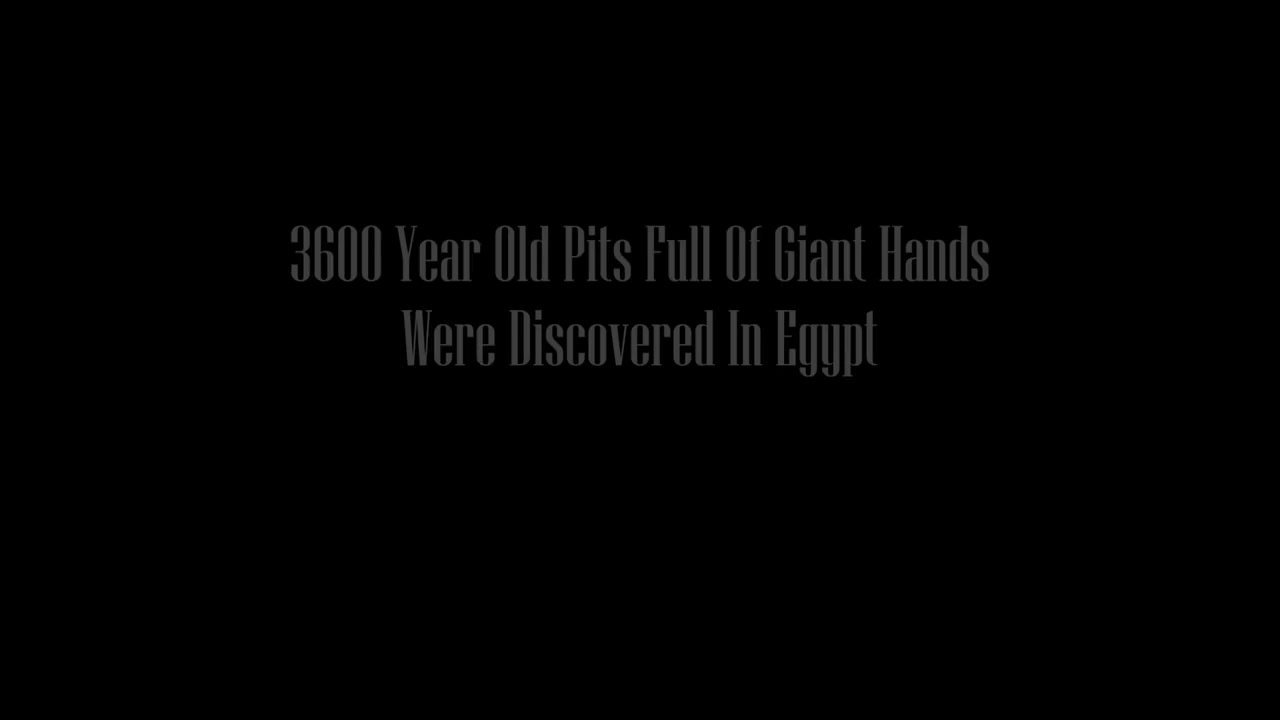 3600 Year Old Pits Full Of Giant Hands
Were Discovered In Egypt